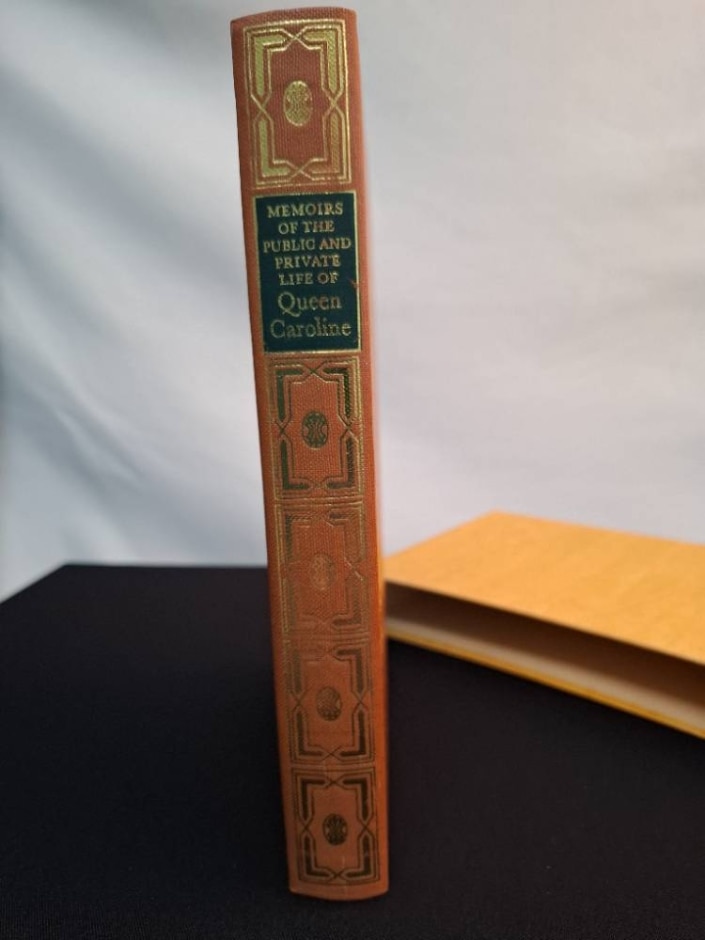 MEMOIRS
OF THE
PUBLIC AND
PRIVATE
LIFE OF
Queen
Caroline